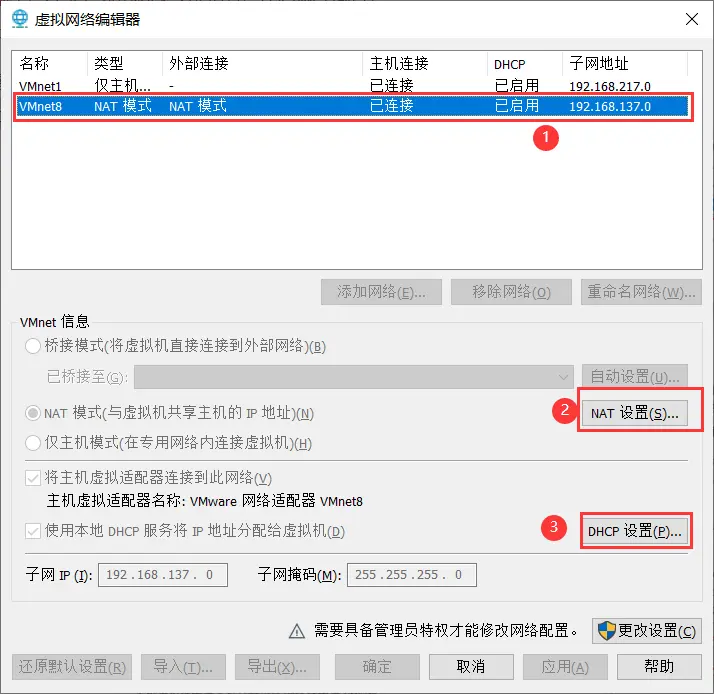 虚拟网络编辑器
名称 类型 外部连接 主机连接 DHCP 子网地址
VMnet1 仅主机... - 已连接 已启用 192.168.217.0
VMnet8 NAT 模式 NAT 模式 已连接 已启用 192.168.137.0
1
添加网络(E)... 移除网络(O) 重命名网络(W)...
VMnet 信息
桥接模式(将虚拟机直接连接到外部网络)(B)
已桥接至(G): 自动设置(U)...
NAT 模式(与虚拟机共享主机的 IP 地址)(N) 2 NAT 设置(S)...
仅主机模式(在专用网络内连接虚拟机)(H)
将主机虚拟适配器连接到此网络(V)
主机虚拟适配器名称: VMware 网络适配器 VMnet8
使用本地 DHCP 服务将 IP 地址分配给虚拟机(D) 3 DHCP 设置(P)...
子网 IP (I): 192.168.137. 0 子网掩码(M): 255.255.255. 0
需要具备管理员特权才能修改网络配置。 更改设置(C)
还原默认设置(R) 导入(T)... 导出(X)... 确定 取消 应用(A) 帮助